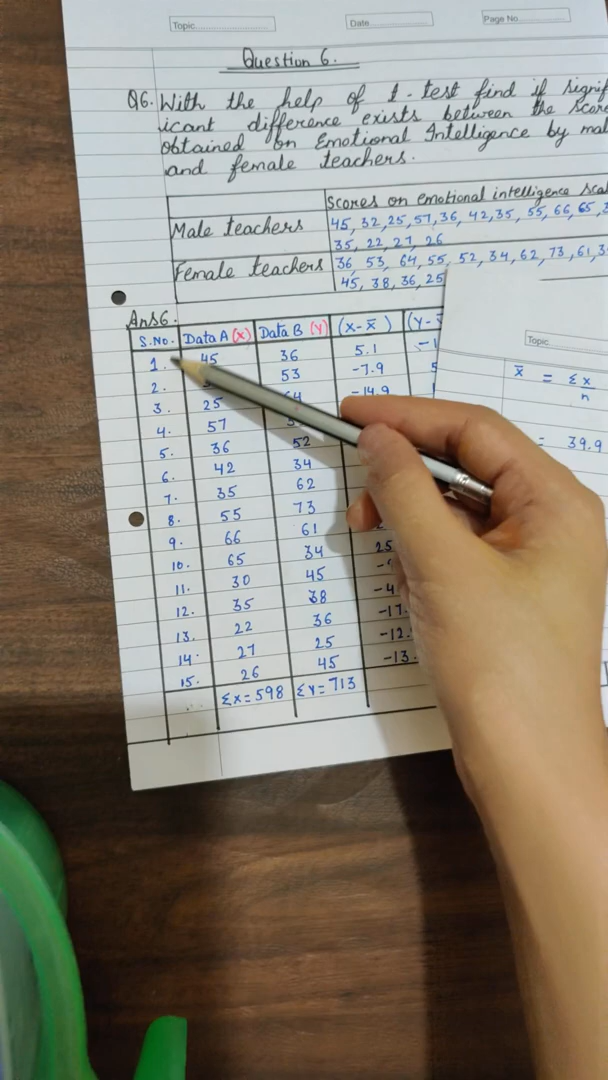 Topic
Date
Page No.
Question 6.
Q6. With the help of t-test find if signif
icant difference exists between the score
obtained on Emotional Intelligence by mal
and female teachers.
Scores on emotional intelligence scal
Male teachers 45, 32, 25, 57, 36, 42, 35, 55, 66, 65,
35, 22, 27, 26
Female teachers 36, 53, 64, 55, 52, 34, 62, 73, 61,
45, 38, 36, 25
Ans6.
S.No. Data A (X) Data B (Y) (x-x̄) (Y-
1. 45 36 5.1
2. 53 -7.9
3. 25 64 -14.9
4. 57
5. 36 52
6. 42 34
7. 35 62
8. 55 73
9. 66 61
10. 65 34 25
11. 30 45
12. 35 38 -4
13. 22 36 -17.
14. 27 25 -12.
15. 26 45 -13.
Σx=598 Σy=713
Topic
x̄ = Σx
n
= 39.9